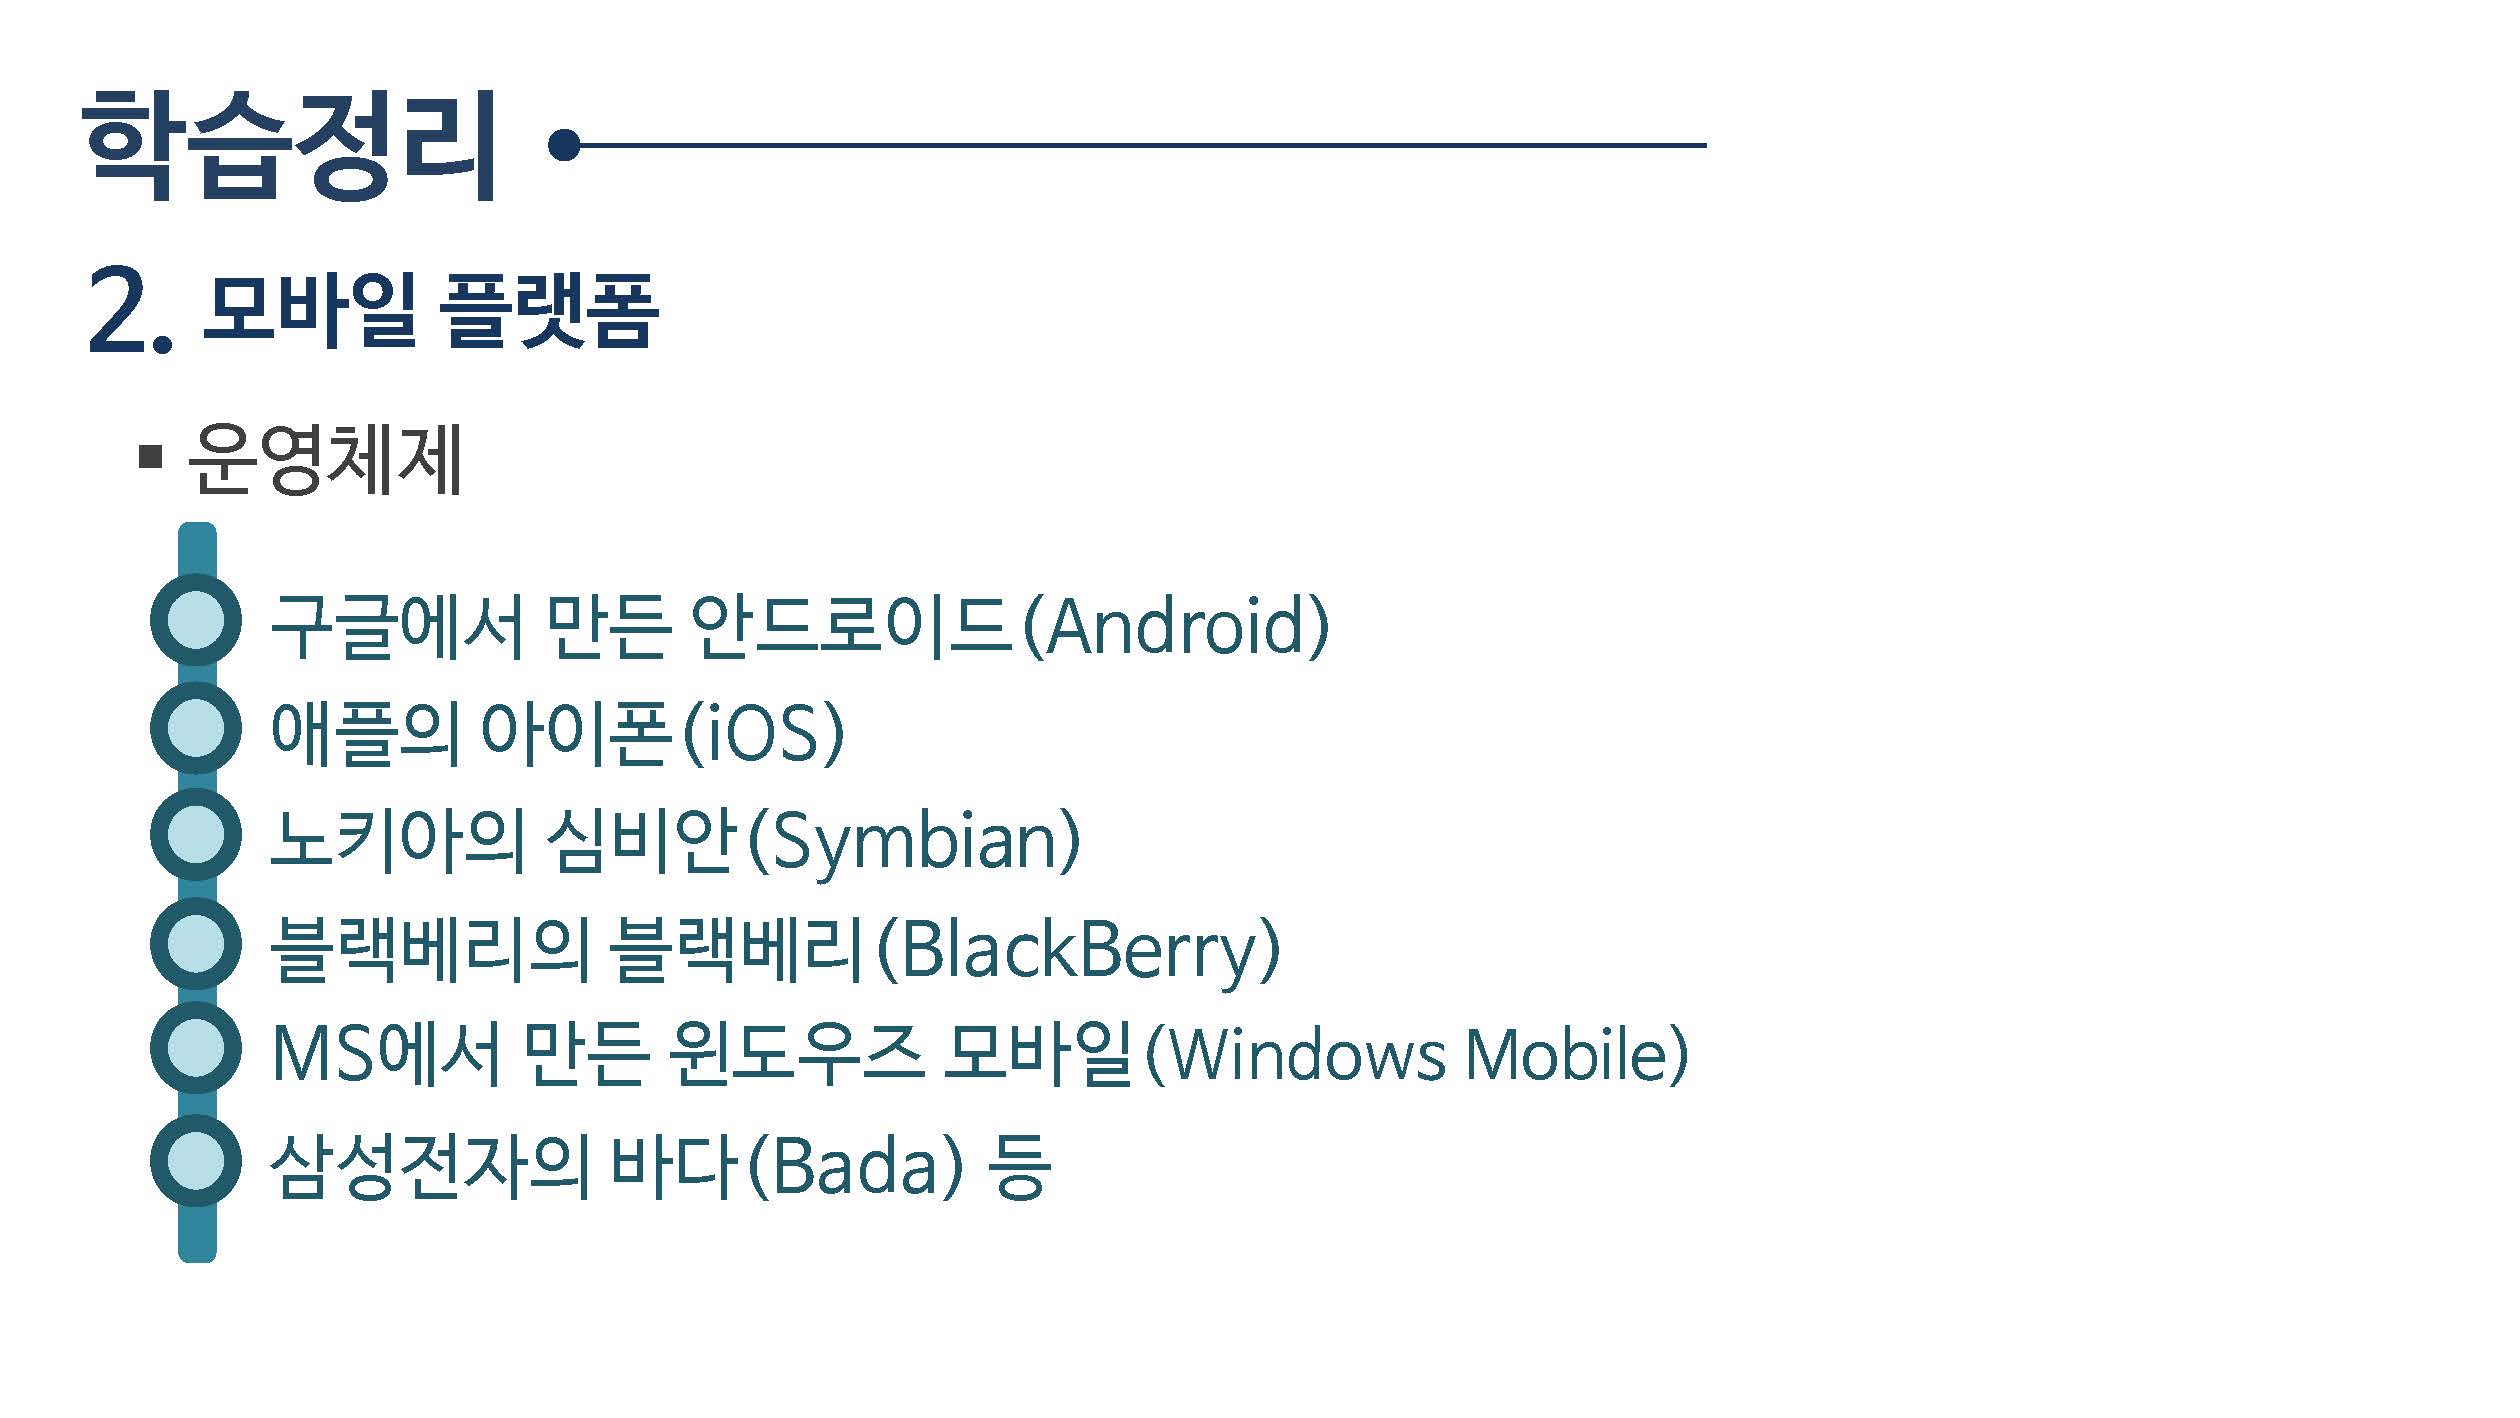 학습정리
2. 모바일 플랫폼
▪ 운영체제
구글에서 만든 안드로이드(Android)
애플의 아이폰(iOS)
노키아의 심비안(Symbian)
블랙베리의 블랙베리(BlackBerry)
MS에서 만든 윈도우즈 모바일(Windows Mobile)
삼성전자의 바다(Bada) 등